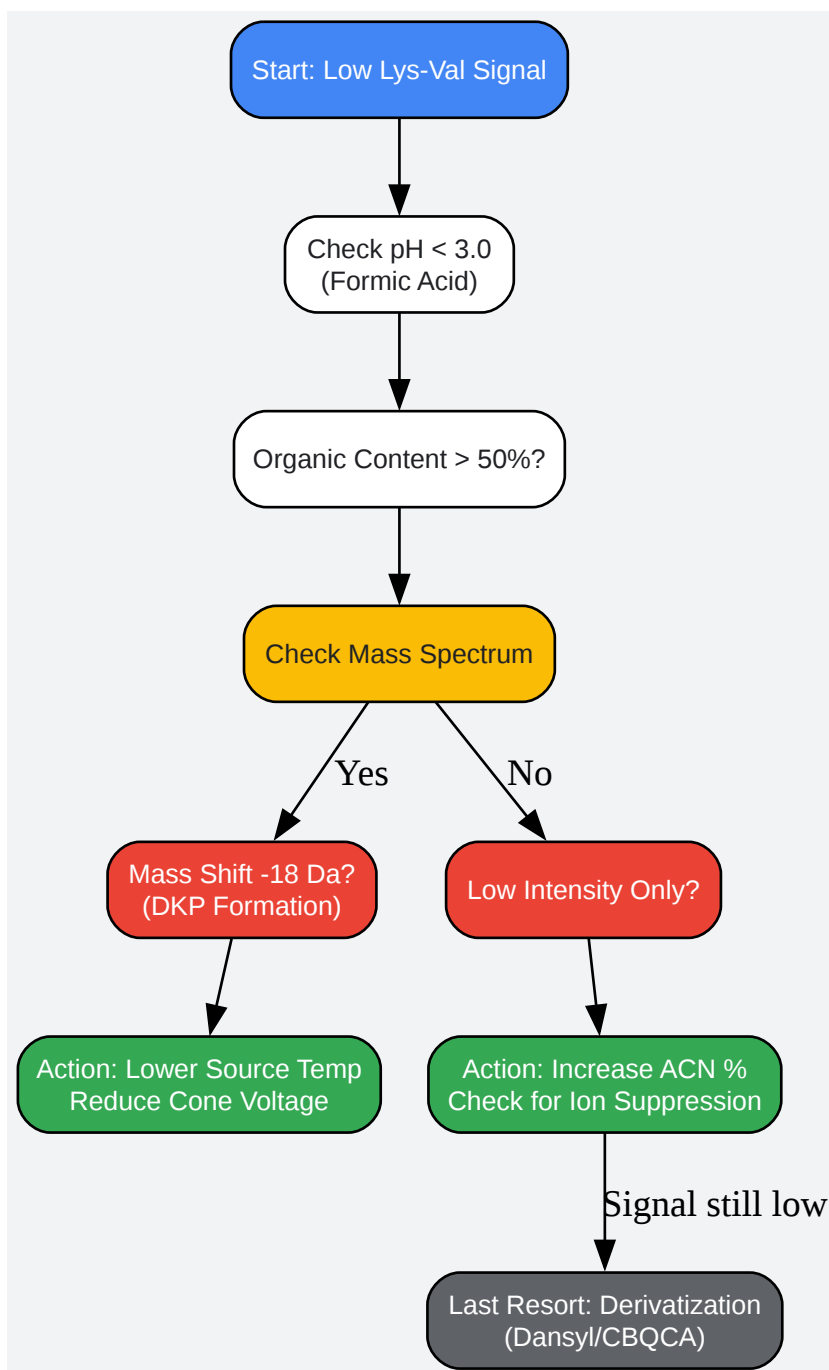 Start: Low Lys-Val Signal
Check pH < 3.0
(Formic Acid)
Organic Content > 50%?
Check Mass Spectrum
Yes
No
Mass Shift -18 Da?
(DKP Formation)
Low Intensity Only?
Action: Lower Source Temp
Reduce Cone Voltage
Action: Increase ACN %
Check for Ion Suppression
Signal still low
Last Resort: Derivatization
(Dansyl/CBQCA)